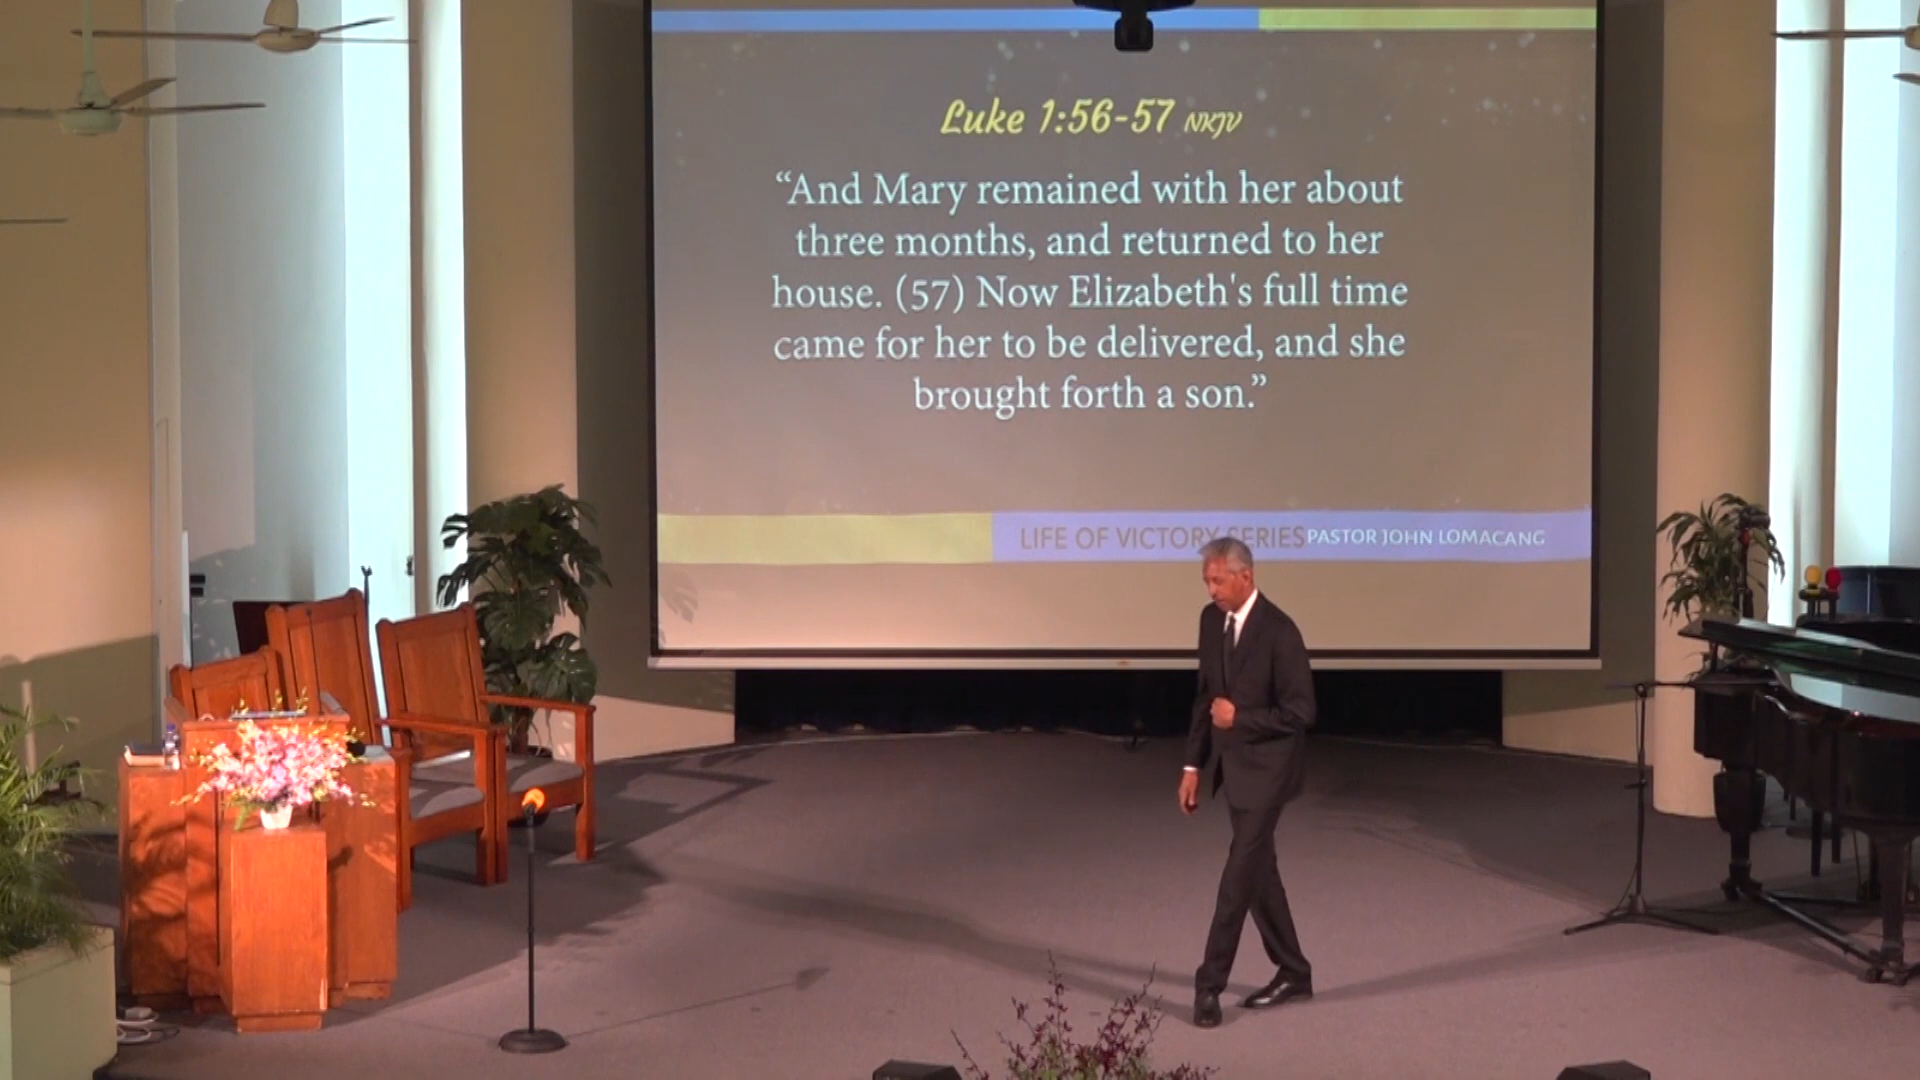 Luke 1:56-57 NKJV
“And Mary remained with her about
three months, and returned to her
house. (57) Now Elizabeth's full time
came for her to be delivered, and she
brought forth a son.”
LIFE OF VICTORY SERIES PASTOR JOHN LOMACANG